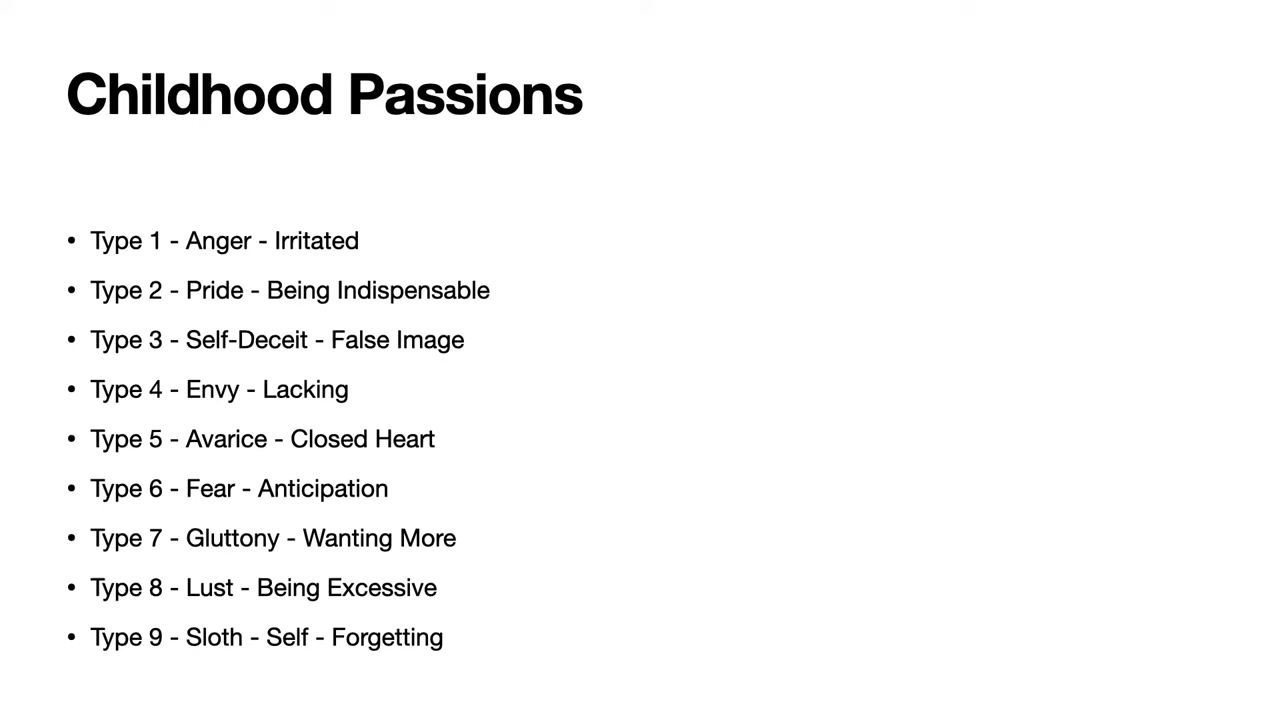 Childhood Passions
• Type 1 - Anger - Irritated
• Type 2 - Pride - Being Indispensable
• Type 3 - Self-Deceit - False Image
• Type 4 - Envy - Lacking
• Type 5 - Avarice - Closed Heart
• Type 6 - Fear - Anticipation
• Type 7 - Gluttony - Wanting More
• Type 8 - Lust - Being Excessive
• Type 9 - Sloth - Self - Forgetting